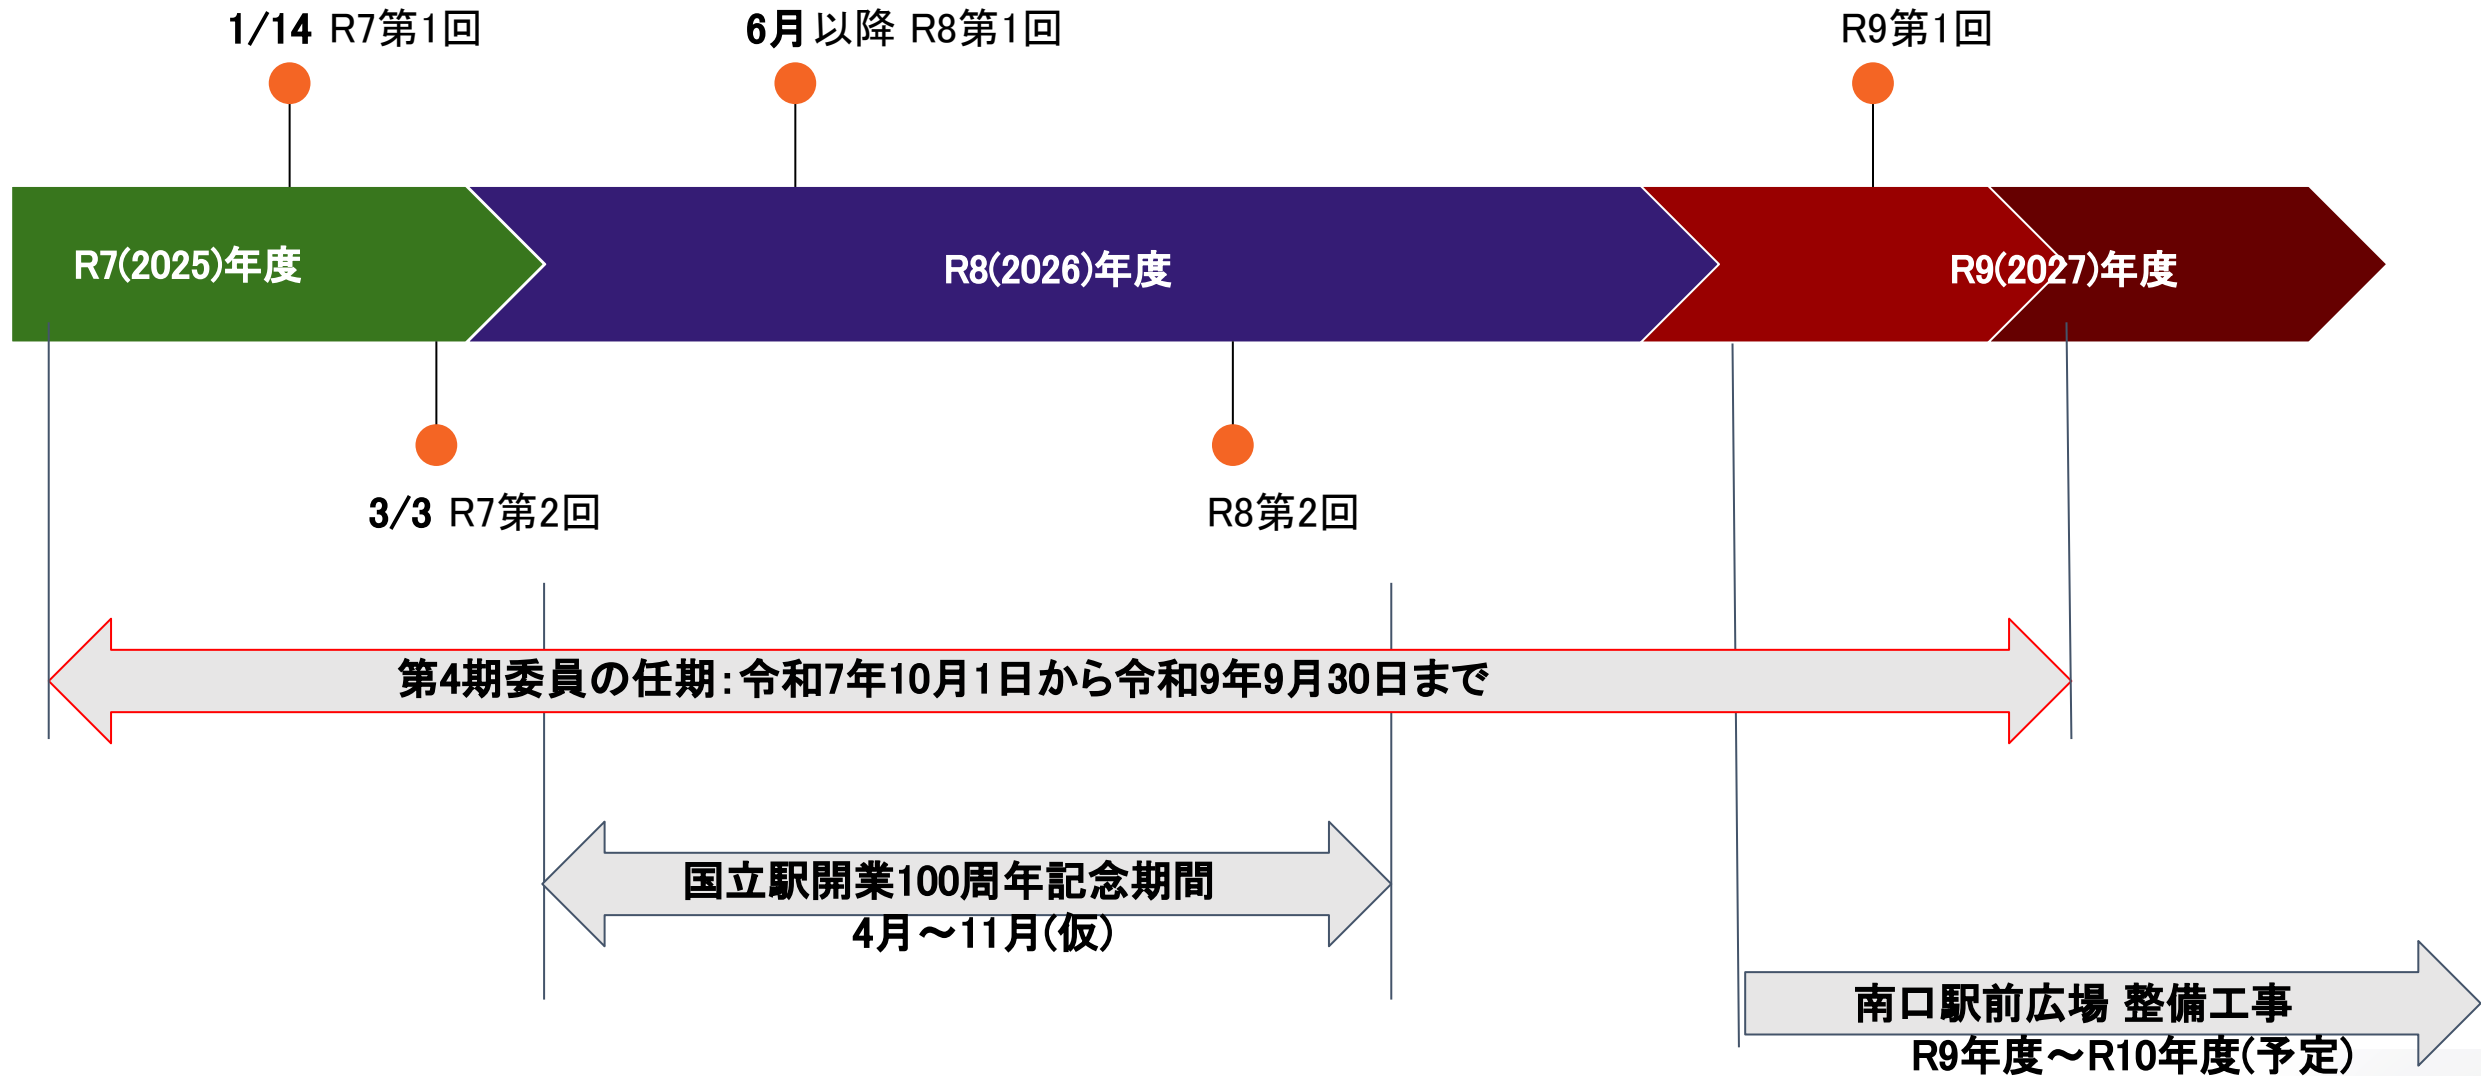 1/14 R7第1回
6月以降 R8第1回
R9第1回
R7(2025)年度
R8(2026)年度
R9(2027)年度
3/3 R7第2回
R8第2回
第4期委員の任期：令和7年10月1日から令和9年9月30日まで
国立駅開業100周年記念期間
4月～11月(仮)
南口駅前広場 整備工事
R9年度～R10年度(予定)